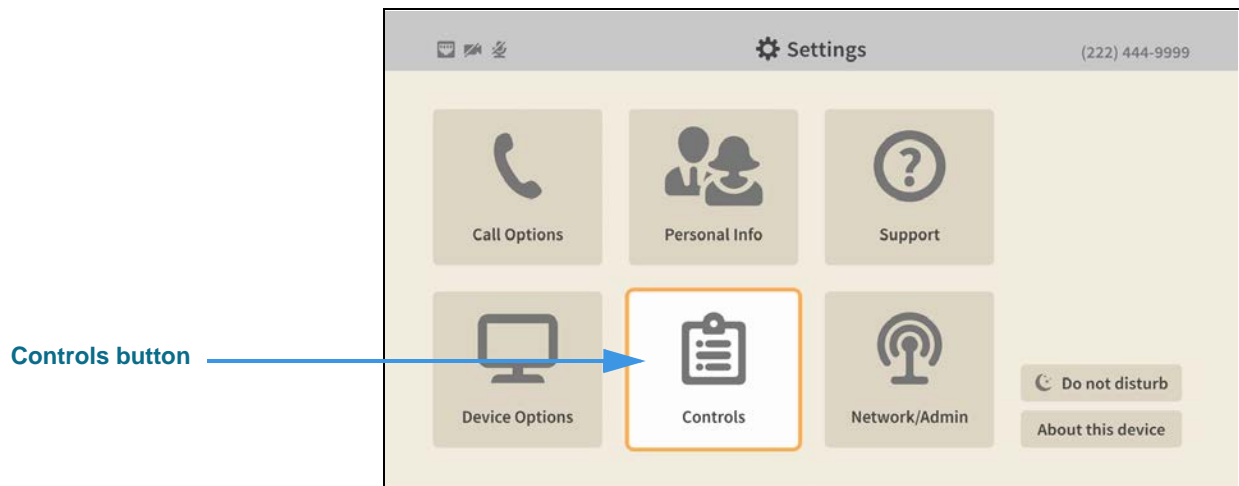 Settings
(222) 444-9999
Call Options
Personal Info
Support
Controls button
Device Options
Controls
Network/Admin
Do not disturb
About this device